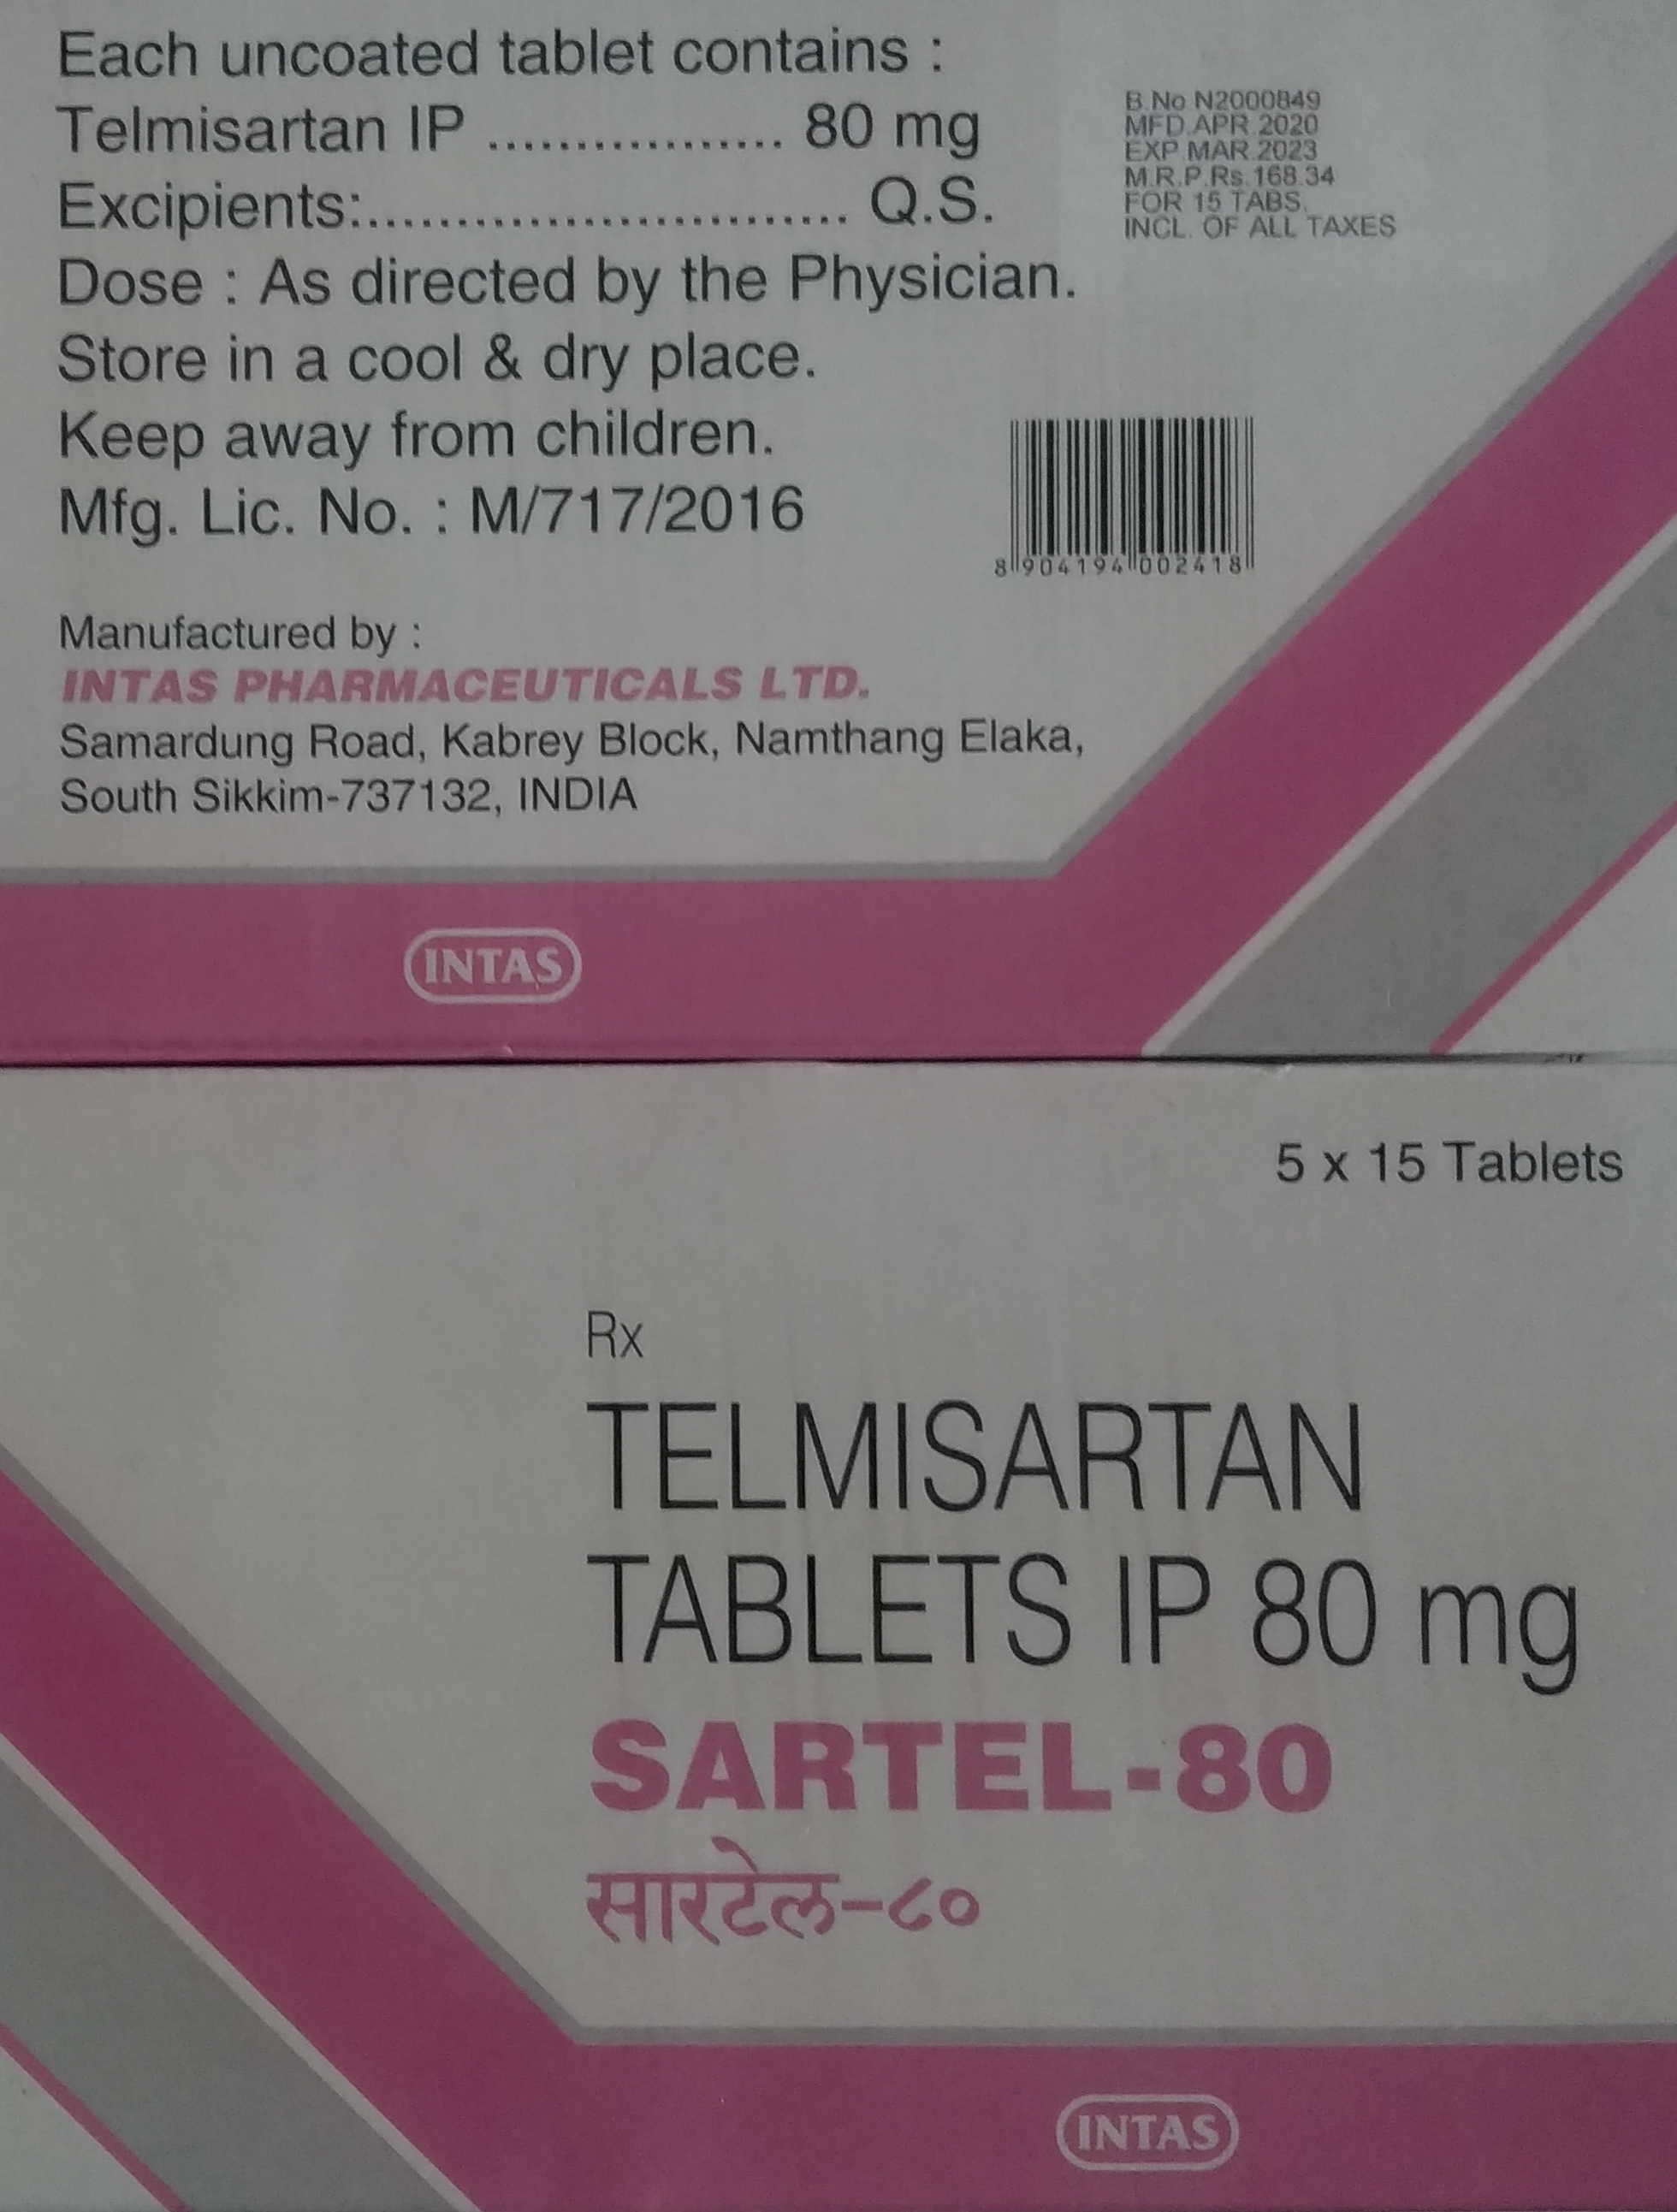 Each uncoated tablet contains :
Telmisartan IP ................. 80 mg
Excipients:............................ Q.S.
Dose : As directed by the Physician.
Store in a cool & dry place.
Keep away from children.
Mfg. Lic. No. : M/717/2016
B.No N2000849
MFD.APR.2020
EXP.MAR.2023
M.R.P.Rs.168.34
FOR 15 TABS.
INCL. OF ALL TAXES
8 904194 002418
Manufactured by :
INTAS PHARMACEUTICALS LTD.
Samardung Road, Kabrey Block, Namthang Elaka,
South Sikkim-737132, INDIA
INTAS
5 x 15 Tablets
Rx
TELMISARTAN
TABLETS IP 80 mg
SARTEL-80
सारटेल-८०
INTAS